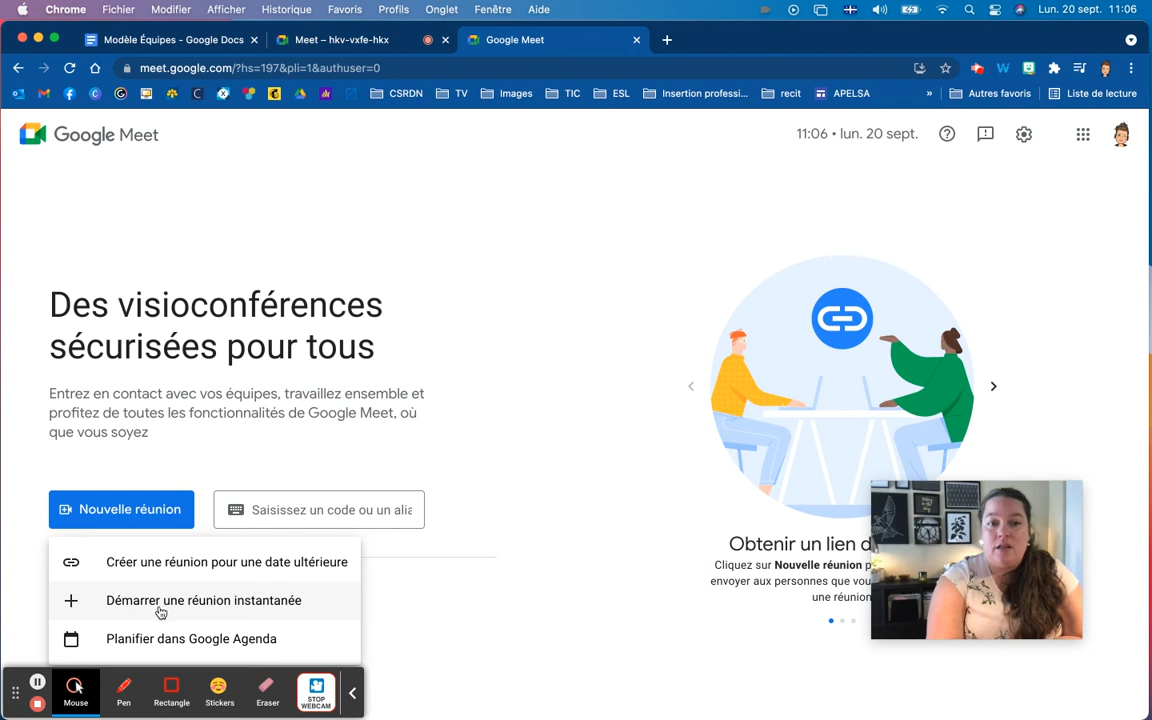 Chrome Fichier Modifier Afficher Historique Favoris Profils Onglet Fenêtre Aide Lun. 20 sept. 11:06
Modèle Équipes - Google Docs Meet – hkv-vxfe-hkx Google Meet
meet.google.com/?hs=197&pli=1&authuser=0
CSRDN TV Images TIC ESL Insertion professi... recit APELSA » Autres favoris Liste de lecture
Google Meet 11:06 • lun. 20 sept.
Des visioconférences
sécurisées pour tous
Entrez en contact avec vos équipes, travaillez ensemble et
profitez de toutes les fonctionnalités de Google Meet, où
que vous soyez
Nouvelle réunion Saisissez un code ou un alia
Créer une réunion pour une date ultérieure
Démarrer une réunion instantanée
Planifier dans Google Agenda
Obtenir un lien d
Cliquez sur Nouvelle réunion p
envoyer aux personnes que vou
une réunion
Mouse Pen Rectangle Stickers Eraser STOP
WEBCAM